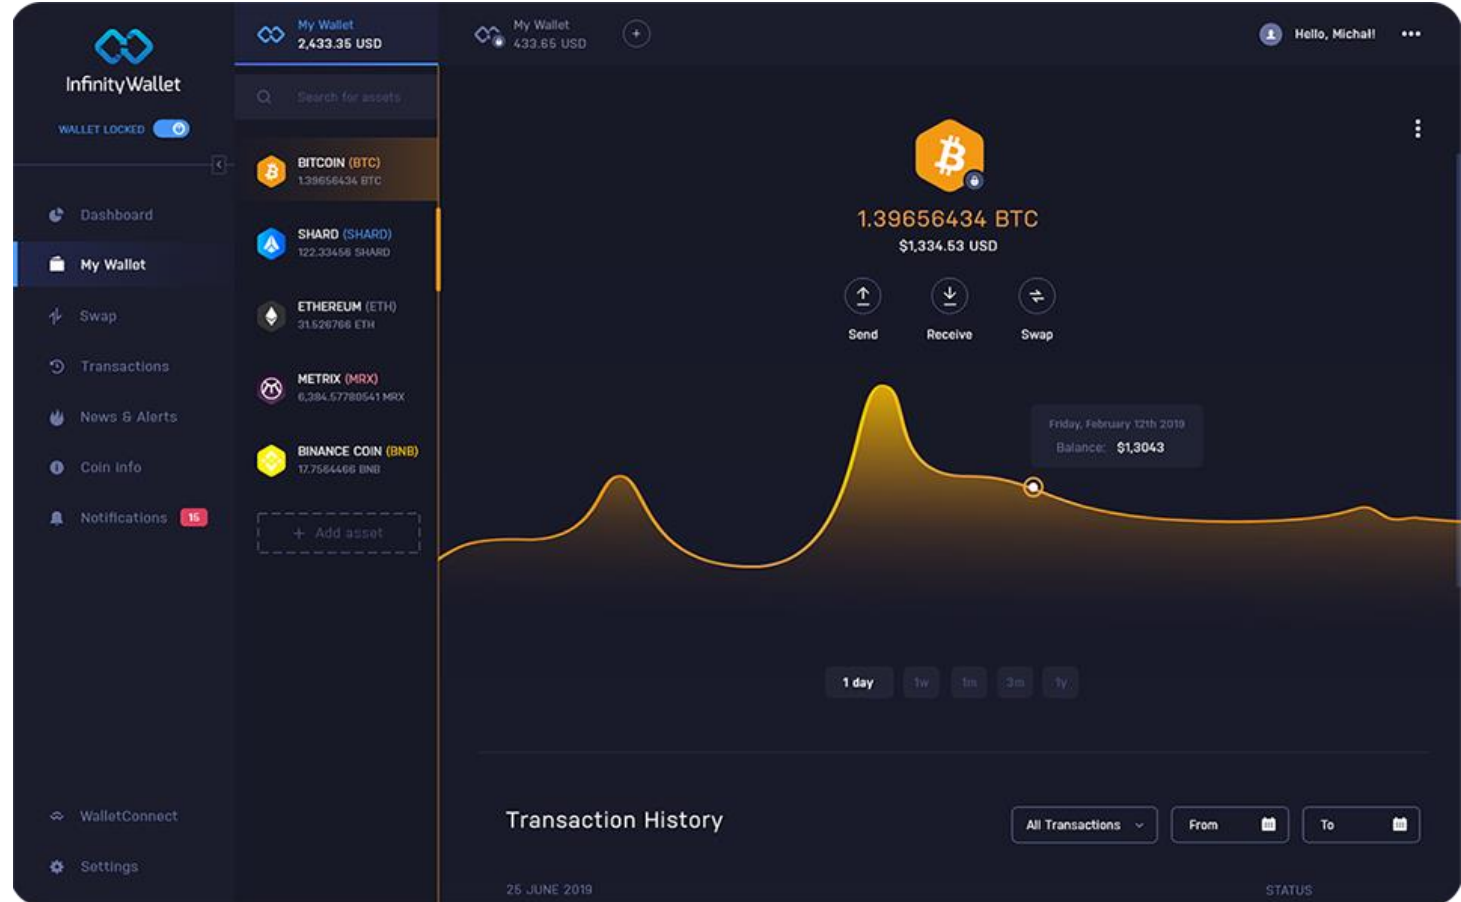 InfinityWallet
WALLET LOCKED
Dashboard
My Wallet
Swap
Transactions
News & Alerts
Coin Info
Notifications 15
WalletConnect
Settings
My Wallet
2,433.35 USD
My Wallet
433.65 USD
Hello, Michał!
Search for assets
BITCOIN (BTC)
1.39656434 BTC
SHARD (SHARD)
122.33456 SHARD
ETHEREUM (ETH)
31.526766 ETH
METRIX (MRX)
6,384.57780541 MRX
BINANCE COIN (BNB)
17.7564466 BNB
+ Add asset
1.39656434 BTC
$1,334.53 USD
Send Receive Swap
Friday, February 12th 2019
Balance: $1,3043
1 day 1w 1m 3m 1y
Transaction History
All Transactions From To
25 JUNE 2019 STATUS